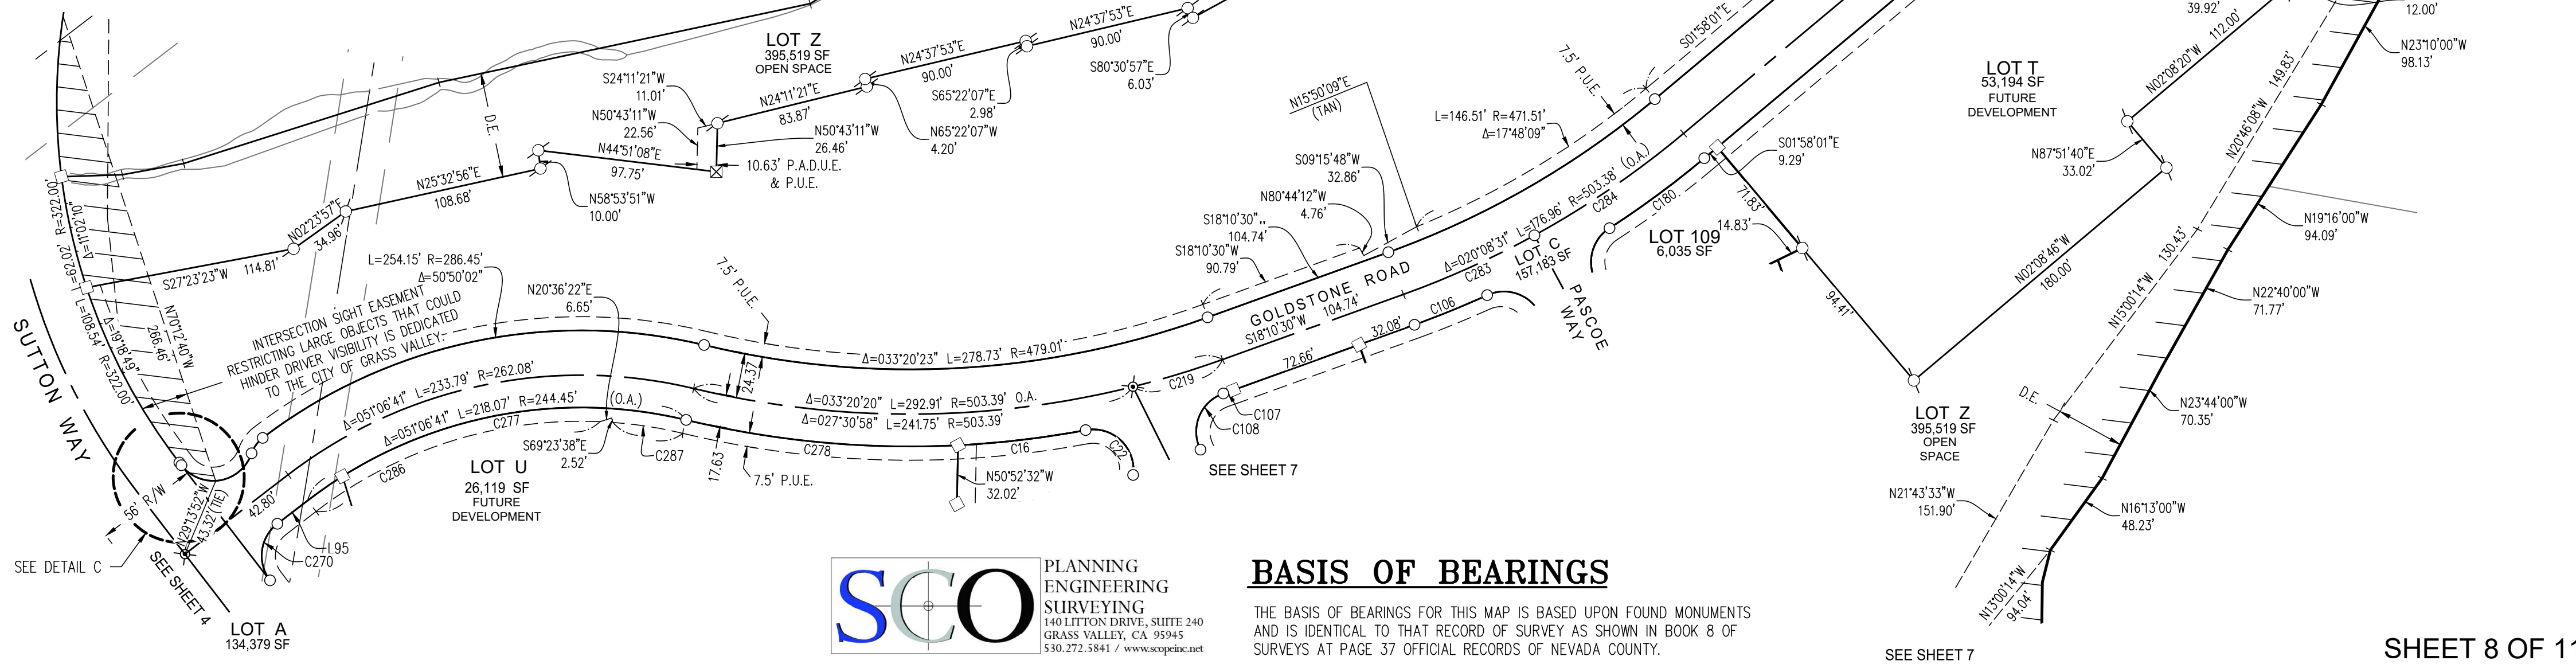 LOT Z
395,519 SF
OPEN SPACE
N24°37'53"E
90.00'
N24°37'53"E
90.00'
S80°30'57"E
6.03'
S65°22'07"E
2.98'
N65°22'07"W
4.20'
S24°11'21"W
11.01'
N24°11'21"E
83.87'
N50°43'11"W
22.56'
N50°43'11"W
26.46'
N44°51'08"E
97.75'
10.63' P.A.D.U.E.
& P.U.E.
N58°53'51"W
10.00'
D.E.
N25°32'56"E
108.68'
N02°23'57"E
34.96'
S27°23'23"W 114.81'
L=62.02' R=322.00'
Δ=11°02'10"
L=108.54' R=322.00'
Δ=19°18'49"
N70°12'40"W
266.46'
INTERSECTION SIGHT EASEMENT
RESTRICTING LARGE OBJECTS THAT COULD
HINDER DRIVER VISIBILITY IS DEDICATED
TO THE CITY OF GRASS VALLEY.
SUTTON WAY
L=254.15' R=286.45'
Δ=50°50'02"
N20°36'22"E
6.65'
7.5' P.U.E.
Δ=051°06'41" L=233.79' R=262.08'
Δ=051°06'41" L=218.07' R=244.45'
(O.A.)
C277
C286
S69°23'38"E
2.52'
C287
24.37'
17.63
7.5' P.U.E.
Δ=033°20'23" L=278.73' R=479.01'
Δ=033°20'20" L=292.91' R=503.39' O.A.
Δ=027°30'58" L=241.75' R=503.39'
C278
C16
C22
N50°52'32"W
32.02'
LOT U
26,119 SF
FUTURE
DEVELOPMENT
56' R/W
N29°13'52"W
43.32'(TIE)
42.80'
L95
C270
SEE DETAIL C
SEE SHEET 4
LOT A
134,379 SF
7.5' P.U.E.
S01°58'01"E
N15°50'09"E
(TAN)
L=146.51' R=471.51'
Δ=17°48'09"
S09°15'48"W
32.86'
N80°44'12"W
4.76'
S18°10'30"
104.74'
S18°10'30"W
90.79'
GOLDSTONE ROAD
S18°10'30"W 104.74'
Δ=020°08'31" L=176.96' R=503.38' (O.A.)
C284
C283
C180
LOT C
157,183 SF
PASCOE
WAY
C106
32.08'
72.66'
C219
C107
C108
SEE SHEET 7
S01°58'01"E
9.29'
71.83'
14.83'
LOT 109
6,035 SF
94.41'
LOT T
53,194 SF
FUTURE
DEVELOPMENT
39.92'
N02°08'20"W 112.00'
N87°51'40"E
33.02'
N02°08'46"W
180.00'
12.00'
N23°10'00"W
98.13'
N20°46'08"W 149.83'
N19°16'00"W
94.09'
N15°00'14"W 130.43'
N22°40'00"W
71.77'
D.E.
N23°44'00"W
70.35'
LOT Z
395,519 SF
OPEN
SPACE
N21°43'33"W
151.90'
N16°13'00"W
48.23'
N13°00'14"W
94.04'
SEE SHEET 7
SCO
PLANNING
ENGINEERING
SURVEYING
140 LITTON DRIVE, SUITE 240
GRASS VALLEY, CA 95945
530.272.5841 / www.scopeinc.net
BASIS OF BEARINGS
THE BASIS OF BEARINGS FOR THIS MAP IS BASED UPON FOUND MONUMENTS
AND IS IDENTICAL TO THAT RECORD OF SURVEY AS SHOWN IN BOOK 8 OF
SURVEYS AT PAGE 37 OFFICIAL RECORDS OF NEVADA COUNTY.
SHEET 8 OF 11